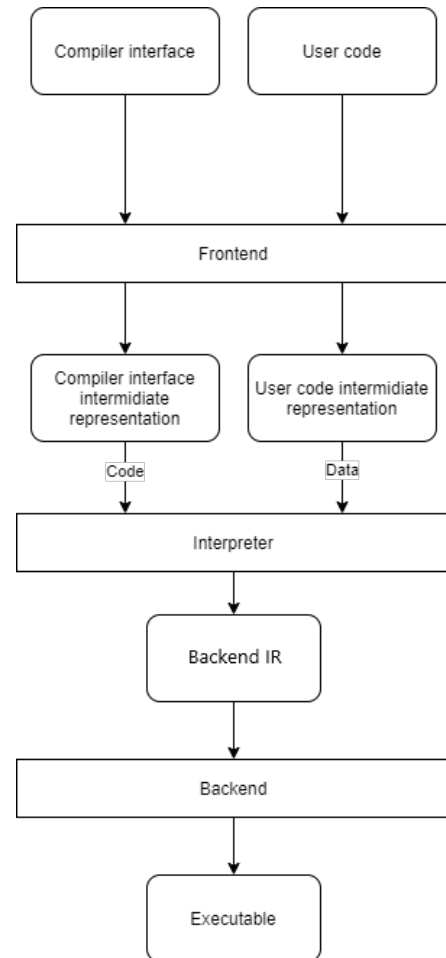 Compiler interface
User code
Frontend
Compiler interface
intermidiate
representation
User code intermidiate
representation
Code
Data
Interpreter
Backend IR
Backend
Executable